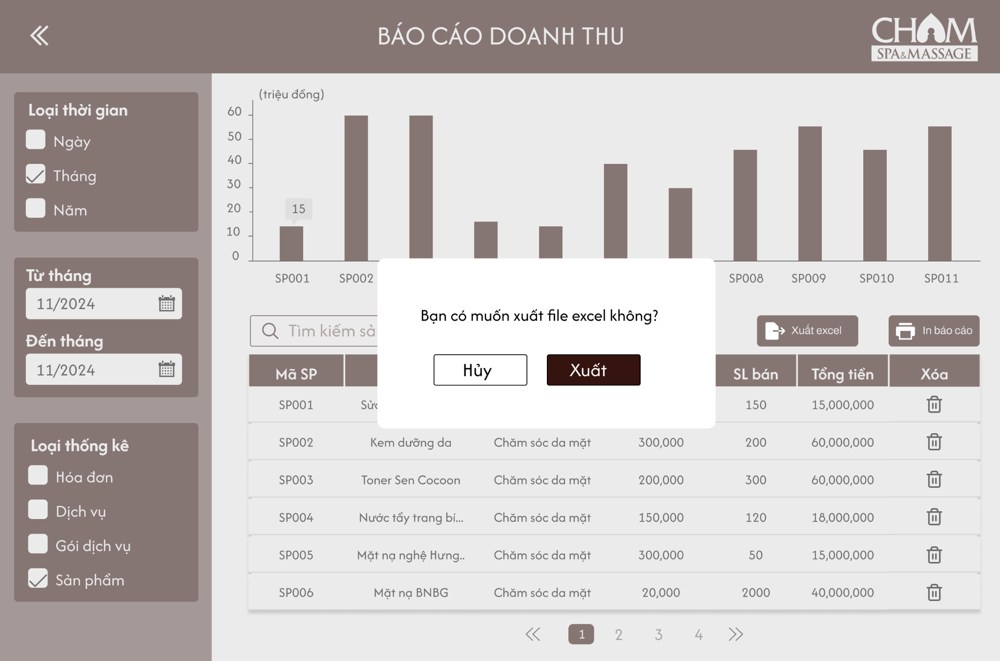 BÁO CÁO DOANH THU
CHAM
SPA&MASSAGE
Loại thời gian
Ngày
Tháng
Năm
Từ tháng
11/2024
Đến tháng
11/2024
Loại thống kê
Hóa đơn
Dịch vụ
Gói dịch vụ
Sản phẩm
(triệu đồng)
60
50
40
30
20
10
0
15
SP001 SP002 SP008 SP009 SP010 SP011
Tìm kiếm
Xuất excel
In báo cáo
Bạn có muốn xuất file excel không?
Hủy Xuất
Mã SP SL bán Tổng tiền Xóa
SP001 150 15,000,000
SP002 Kem dưỡng da Chăm sóc da mặt 300,000 200 60,000,000
SP003 Toner Sen Cocoon Chăm sóc da mặt 200,000 300 60,000,000
SP004 Nước tẩy trang bí... Chăm sóc da mặt 150,000 120 18,000,000
SP005 Mặt nạ nghệ Hưng.. Chăm sóc da mặt 300,000 50 15,000,000
SP006 Mặt nạ BNBG Chăm sóc da mặt 20,000 2000 40,000,000
1 2 3 4